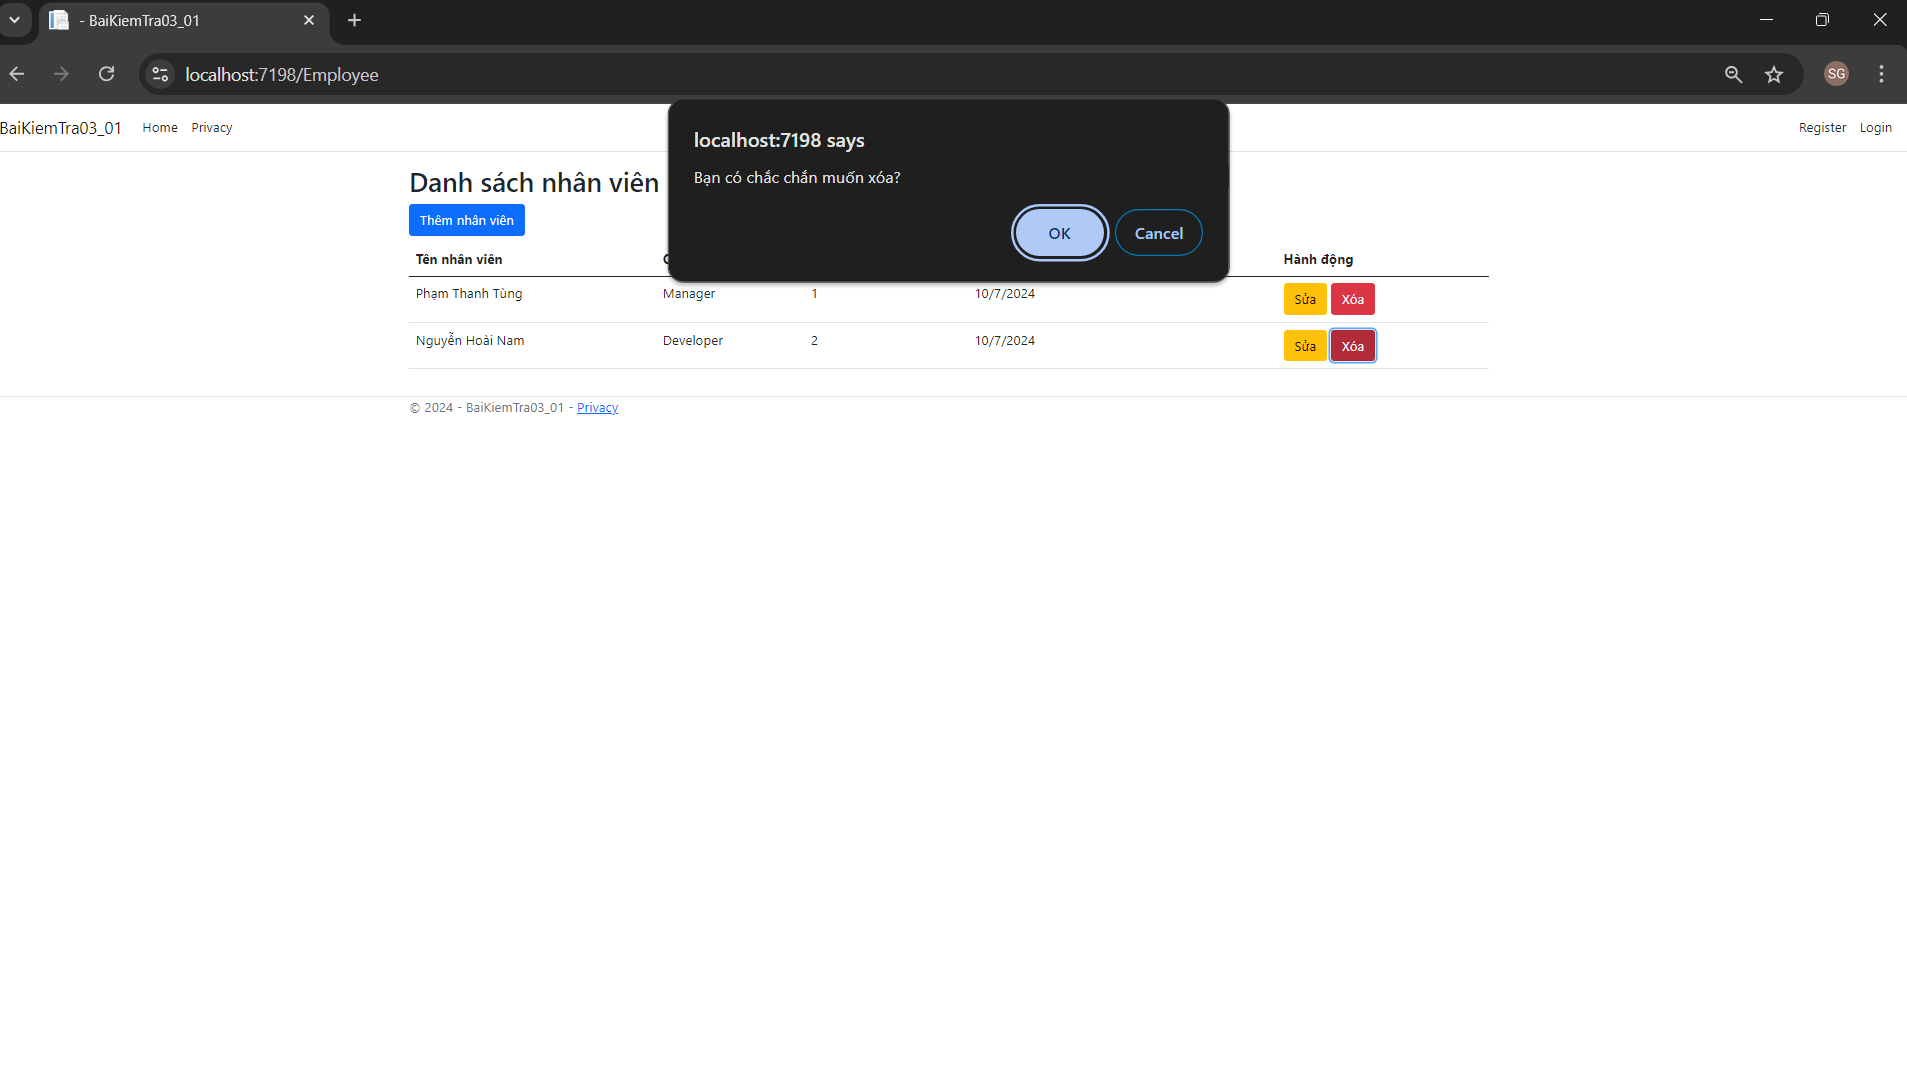 - BaiKiemTra03_01
localhost:7198/Employee
SG
BaiKiemTra03_01 Home Privacy Register Login
localhost:7198 says
Bạn có chắc chắn muốn xóa?
OK Cancel
Danh sách nhân viên
Thêm nhân viên
Tên nhân viên Hành động
Phạm Thanh Tùng Manager 1 10/7/2024 Sửa Xóa
Nguyễn Hoài Nam Developer 2 10/7/2024 Sửa Xóa
© 2024 - BaiKiemTra03_01 - Privacy